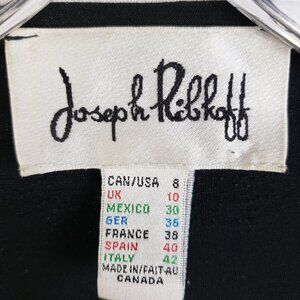 Joseph Ribkoff
CAN/USA 8
UK 10
MEXICO 30
GER 36
FRANCE 38
SPAIN 40
ITALY 42
MADE IN/FAIT AU
CANADA